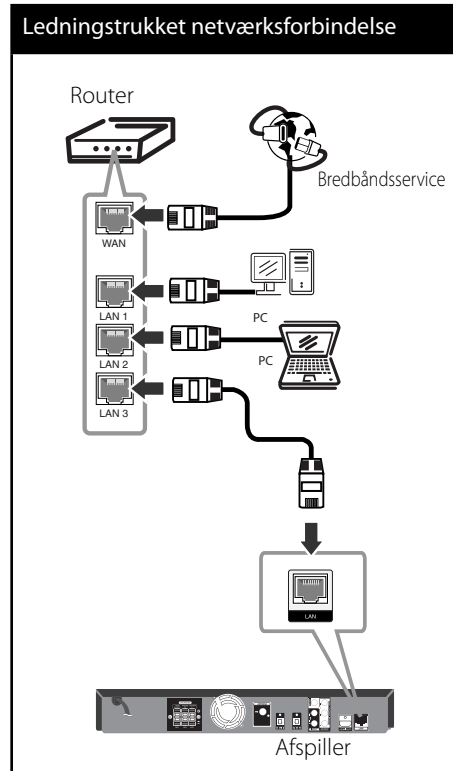 Ledningstrukket netværksforbindelse
Router
Bredbåndsservice
WAN
LAN 1
PC
LAN 2
PC
LAN 3
LAN
Afspiller